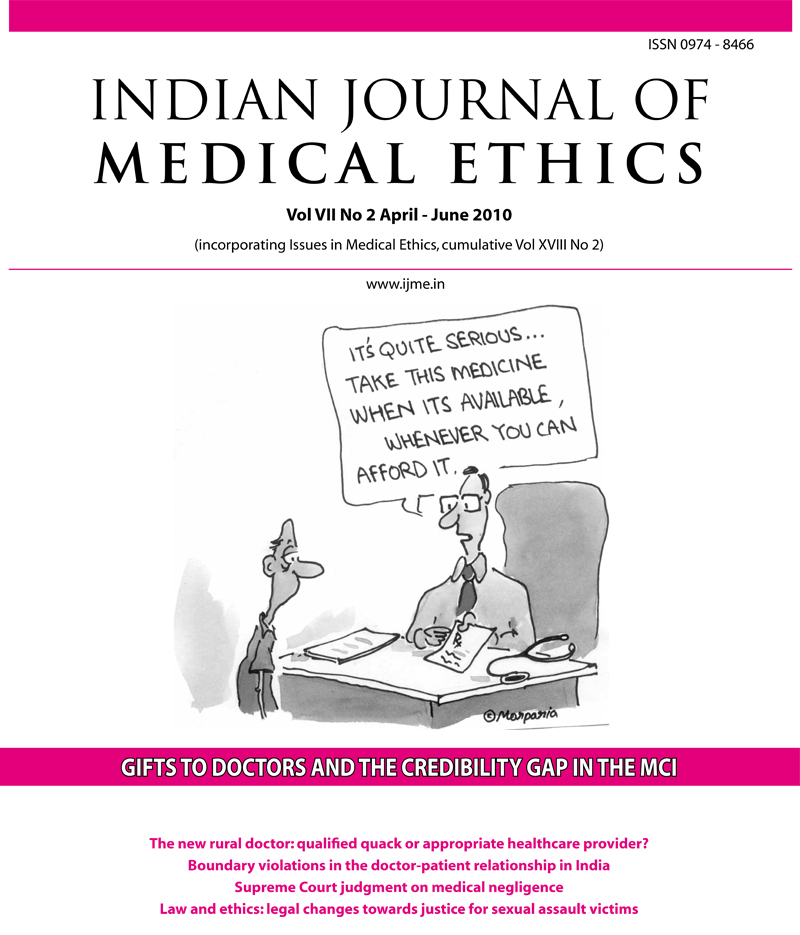 ISSN 0974 - 8466
INDIAN JOURNAL OF
MEDICAL ETHICS
Vol VII No 2 April - June 2010
(incorporating Issues in Medical Ethics, cumulative Vol XVIII No 2)
www.ijme.in
IT'S QUITE SERIOUS...
TAKE THIS MEDICINE
WHEN ITS AVAILABLE,
WHENEVER YOU CAN
AFFORD IT.
Rx
©Marparia
GIFTS TO DOCTORS AND THE CREDIBILITY GAP IN THE MCI
The new rural doctor: qualified quack or appropriate healthcare provider?
Boundary violations in the doctor-patient relationship in India
Supreme Court judgment on medical negligence
Law and ethics: legal changes towards justice for sexual assault victims